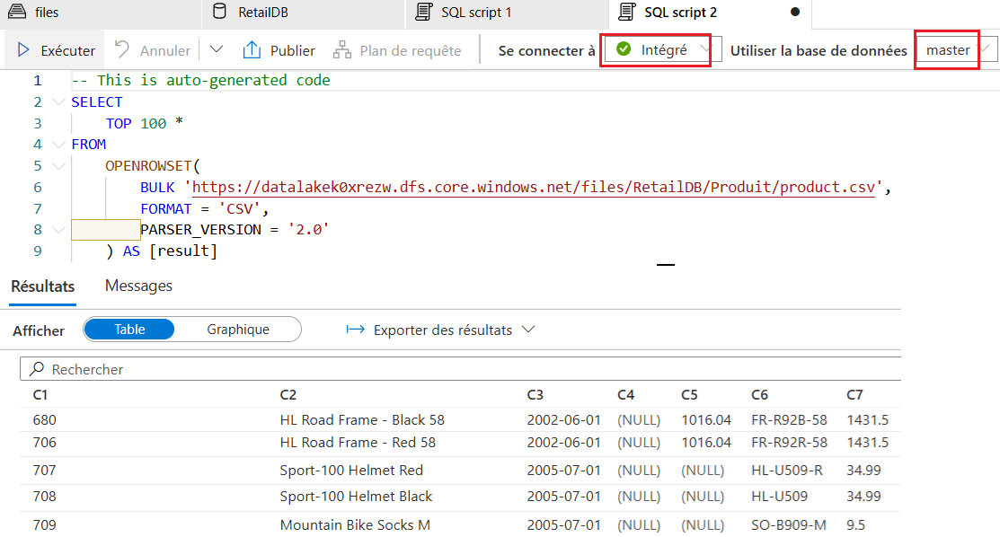 files RetailDB SQL script 1 SQL script 2
Exécuter Annuler Publier Plan de requête Se connecter à Intégré Utiliser la base de données master
1 -- This is auto-generated code
2 SELECT
3 TOP 100 *
4 FROM
5 OPENROWSET(
6 BULK 'https://datalakek0xrezw.dfs.core.windows.net/files/RetailDB/Produit/product.csv',
7 FORMAT = 'CSV',
8 PARSER_VERSION = '2.0'
9 ) AS [result]
Résultats Messages
Afficher Table Graphique Exporter des résultats
Rechercher
C1 C2 C3 C4 C5 C6 C7
680 HL Road Frame - Black 58 2002-06-01 (NULL) 1016.04 FR-R92B-58 1431.5
706 HL Road Frame - Red 58 2002-06-01 (NULL) 1016.04 FR-R92R-58 1431.5
707 Sport-100 Helmet Red 2005-07-01 (NULL) (NULL) HL-U509-R 34.99
708 Sport-100 Helmet Black 2005-07-01 (NULL) (NULL) HL-U509 34.99
709 Mountain Bike Socks M 2005-07-01 (NULL) (NULL) SO-B909-M 9.5